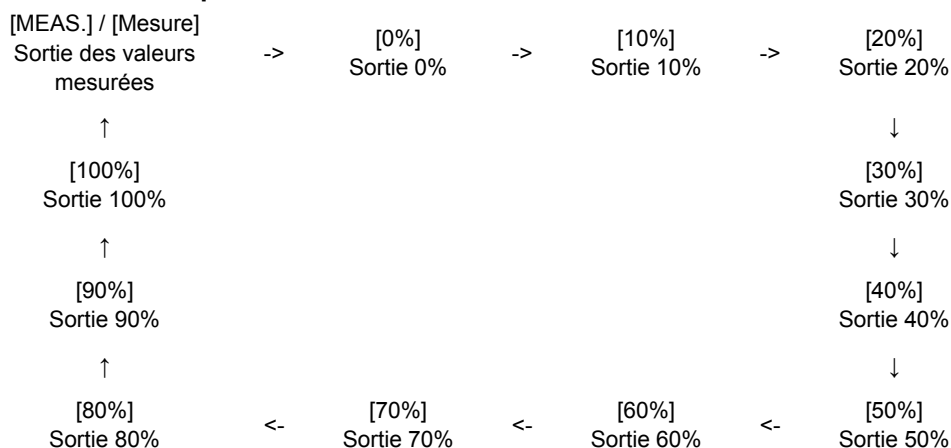 [MEAS.] / [Mesure]
Sortie des valeurs
mesurées
->
[0%]
Sortie 0%
->
[10%]
Sortie 10%
->
[20%]
Sortie 20%
↑
↓
[100%]
Sortie 100%
[30%]
Sortie 30%
↑
↓
[90%]
Sortie 90%
[40%]
Sortie 40%
↑
↓
[80%]
Sortie 80%
<-
[70%]
Sortie 70%
<-
[60%]
Sortie 60%
<-
[50%]
Sortie 50%